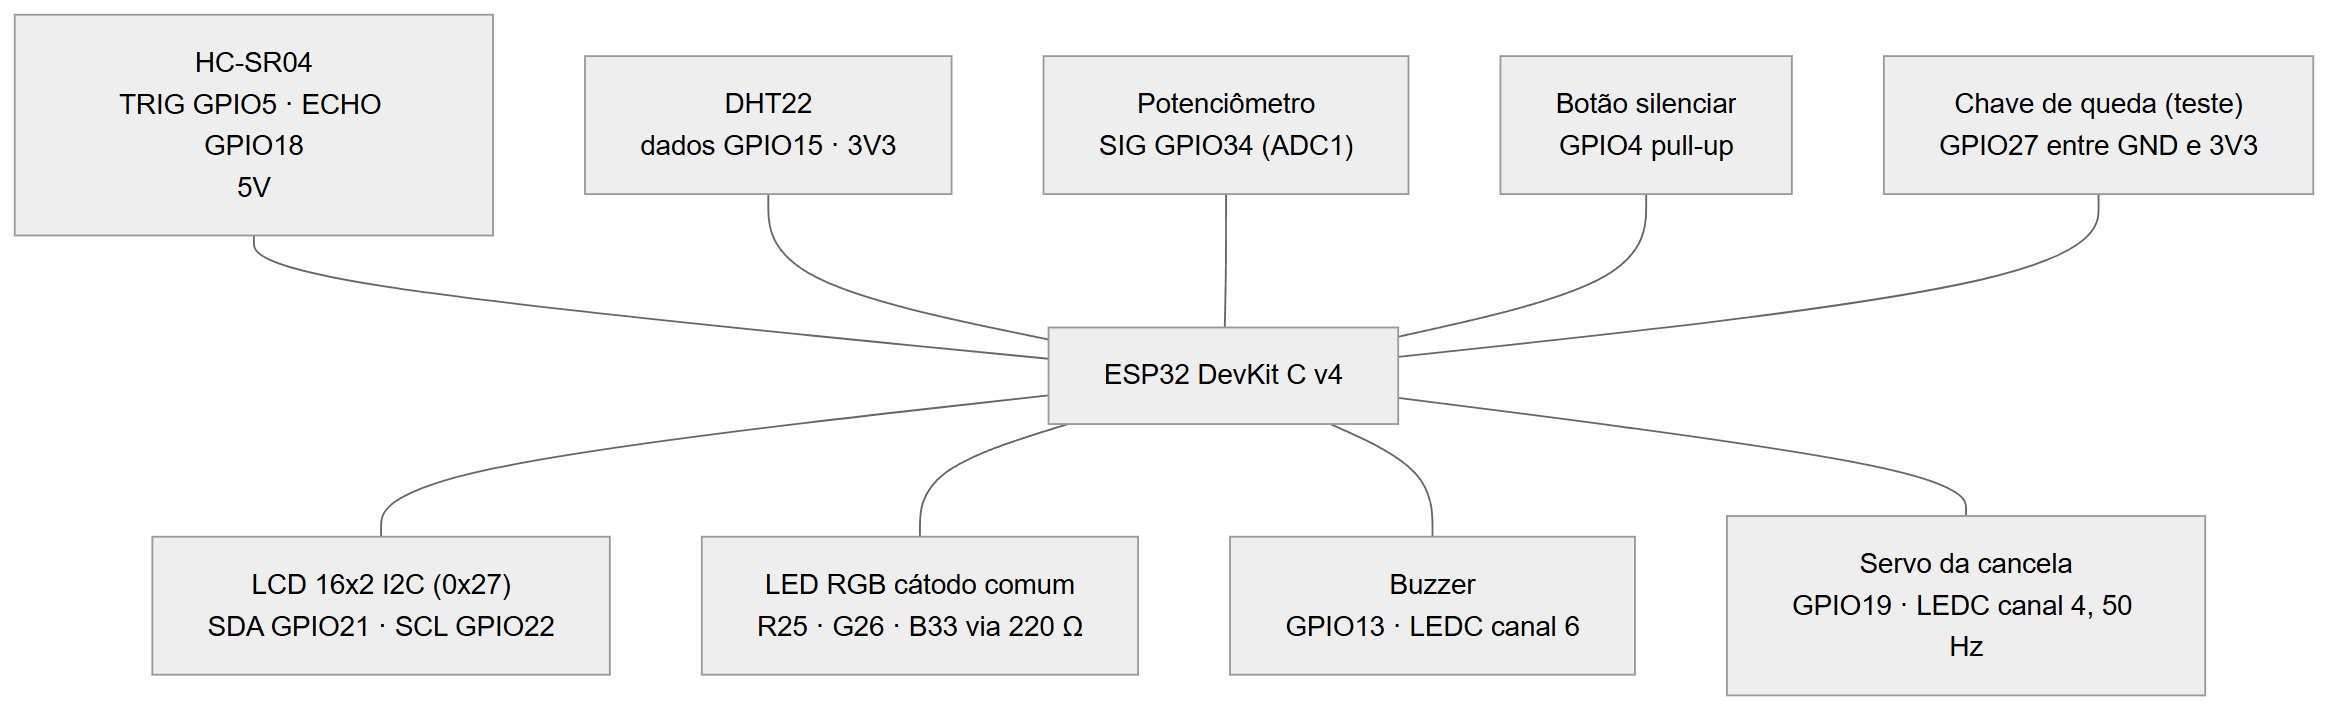 HC-SR04
TRIG GPIO5 · ECHO
GPIO18
5V
DHT22
dados GPIO15 · 3V3
Potenciômetro
SIG GPIO34 (ADC1)
Botão silenciar
GPIO4 pull-up
Chave de queda (teste)
GPIO27 entre GND e 3V3
ESP32 DevKit C v4
LCD 16x2 I2C (0x27)
SDA GPIO21 · SCL GPIO22
LED RGB cátodo comum
R25 · G26 · B33 via 220 Ω
Buzzer
GPIO13 · LEDC canal 6
Servo da cancela
GPIO19 · LEDC canal 4, 50
Hz